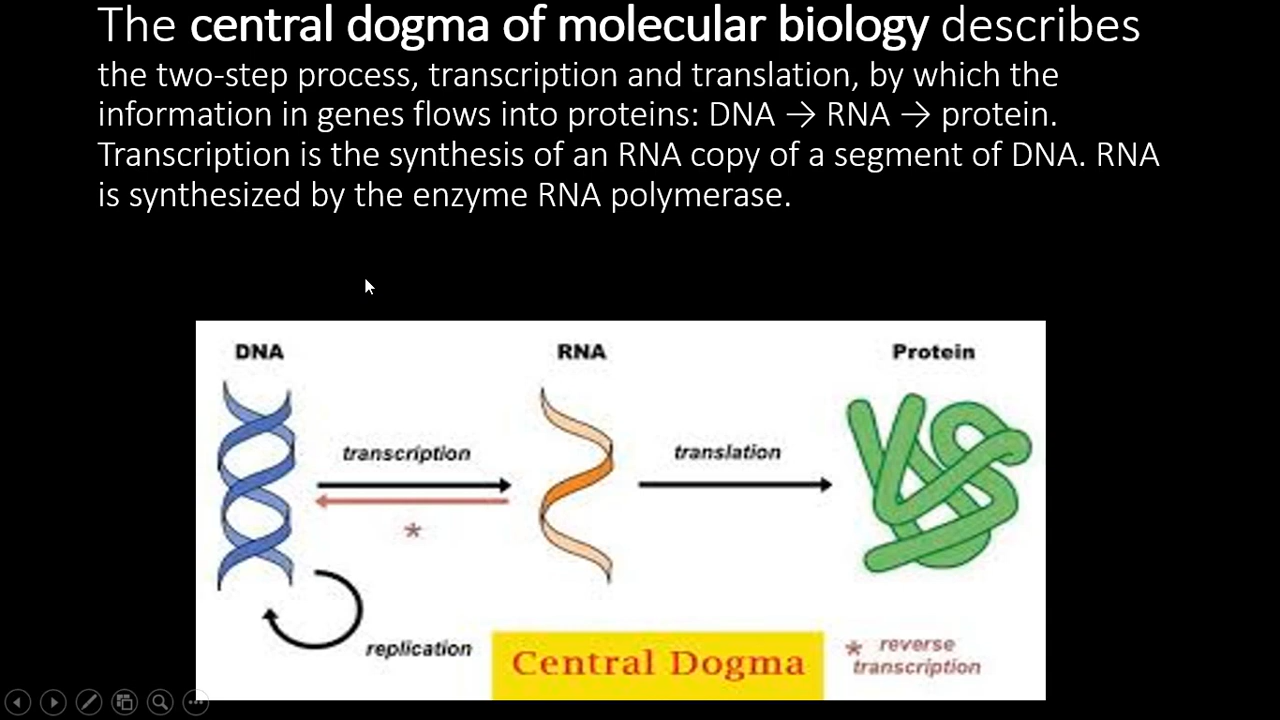 The central dogma of molecular biology describes
the two-step process, transcription and translation, by which the
information in genes flows into proteins: DNA → RNA → protein.
Transcription is the synthesis of an RNA copy of a segment of DNA. RNA
is synthesized by the enzyme RNA polymerase.
DNA
RNA
Protein
transcription
translation
*
replication
Central Dogma
* reverse
transcription